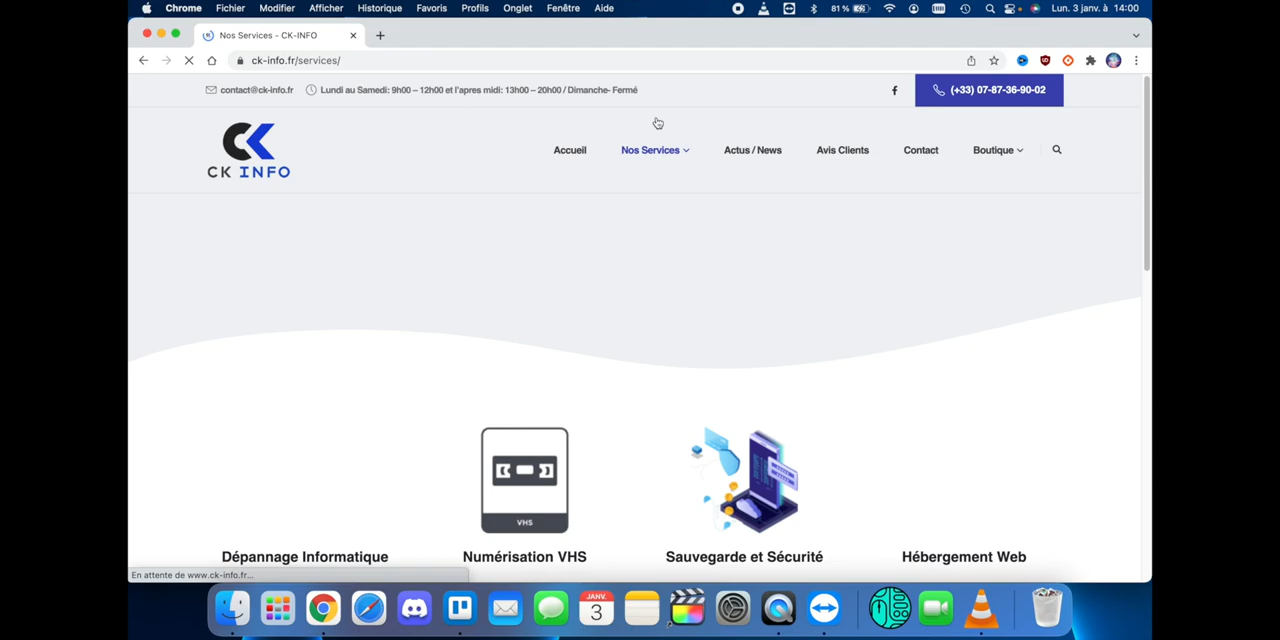 Chrome Fichier Modifier Afficher Historique Favoris Profils Onglet Fenêtre Aide 81 % Lun. 3 janv. à 14:00
Nos Services - CK-INFO
ck-info.fr/services/
contact@ck-info.fr Lundi au Samedi: 9h00 – 12h00 et l'apres midi: 13h00 – 20h00 / Dimanche- Fermé (+33) 07-87-36-90-02
CK INFO
Accueil Nos Services Actus / News Avis Clients Contact Boutique
VHS
Dépannage Informatique Numérisation VHS Sauvegarde et Sécurité Hébergement Web
En attente de www.ck-info.fr...
JANV.
3